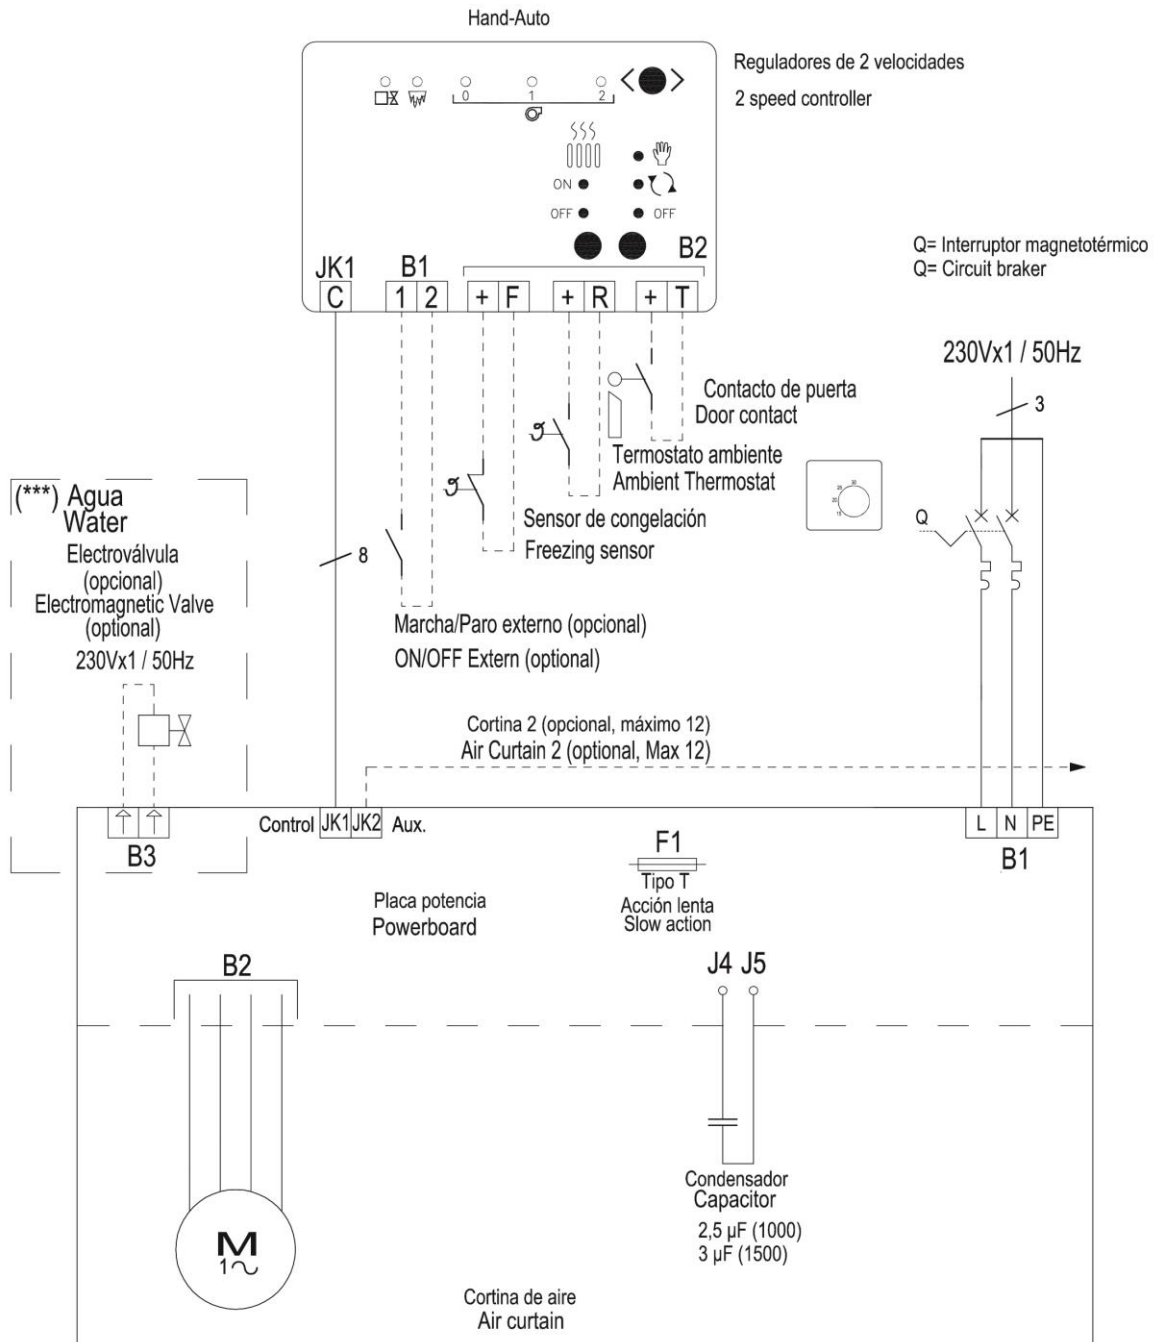 Hand-Auto
Reguladores de 2 velocidades
2 speed controller
0 1 2
ON
OFF OFF
B2
JK1 B1
C 1 2 + F + R + T
Q= Interruptor magnetotérmico
Q= Circuit braker
230Vx1 / 50Hz
3
Contacto de puerta
Door contact
Termostato ambiente
Ambient Thermostat
Sensor de congelación
Freezing sensor
Q
8
Marcha/Paro externo (opcional)
ON/OFF Extern (optional)
(***) Agua
Water
Electroválvula
(opcional)
Electromagnetic Valve
(optional)
230Vx1 / 50Hz
Cortina 2 (opcional, máximo 12)
Air Curtain 2 (optional, Max 12)
Control JK1 JK2 Aux.
L N PE
B3
B1
F1
Tipo T
Acción lenta
Slow action
Placa potencia
Powerboard
B2
J4 J5
Condensador
Capacitor
2,5 µF (1000)
3 µF (1500)
M
1
Cortina de aire
Air curtain